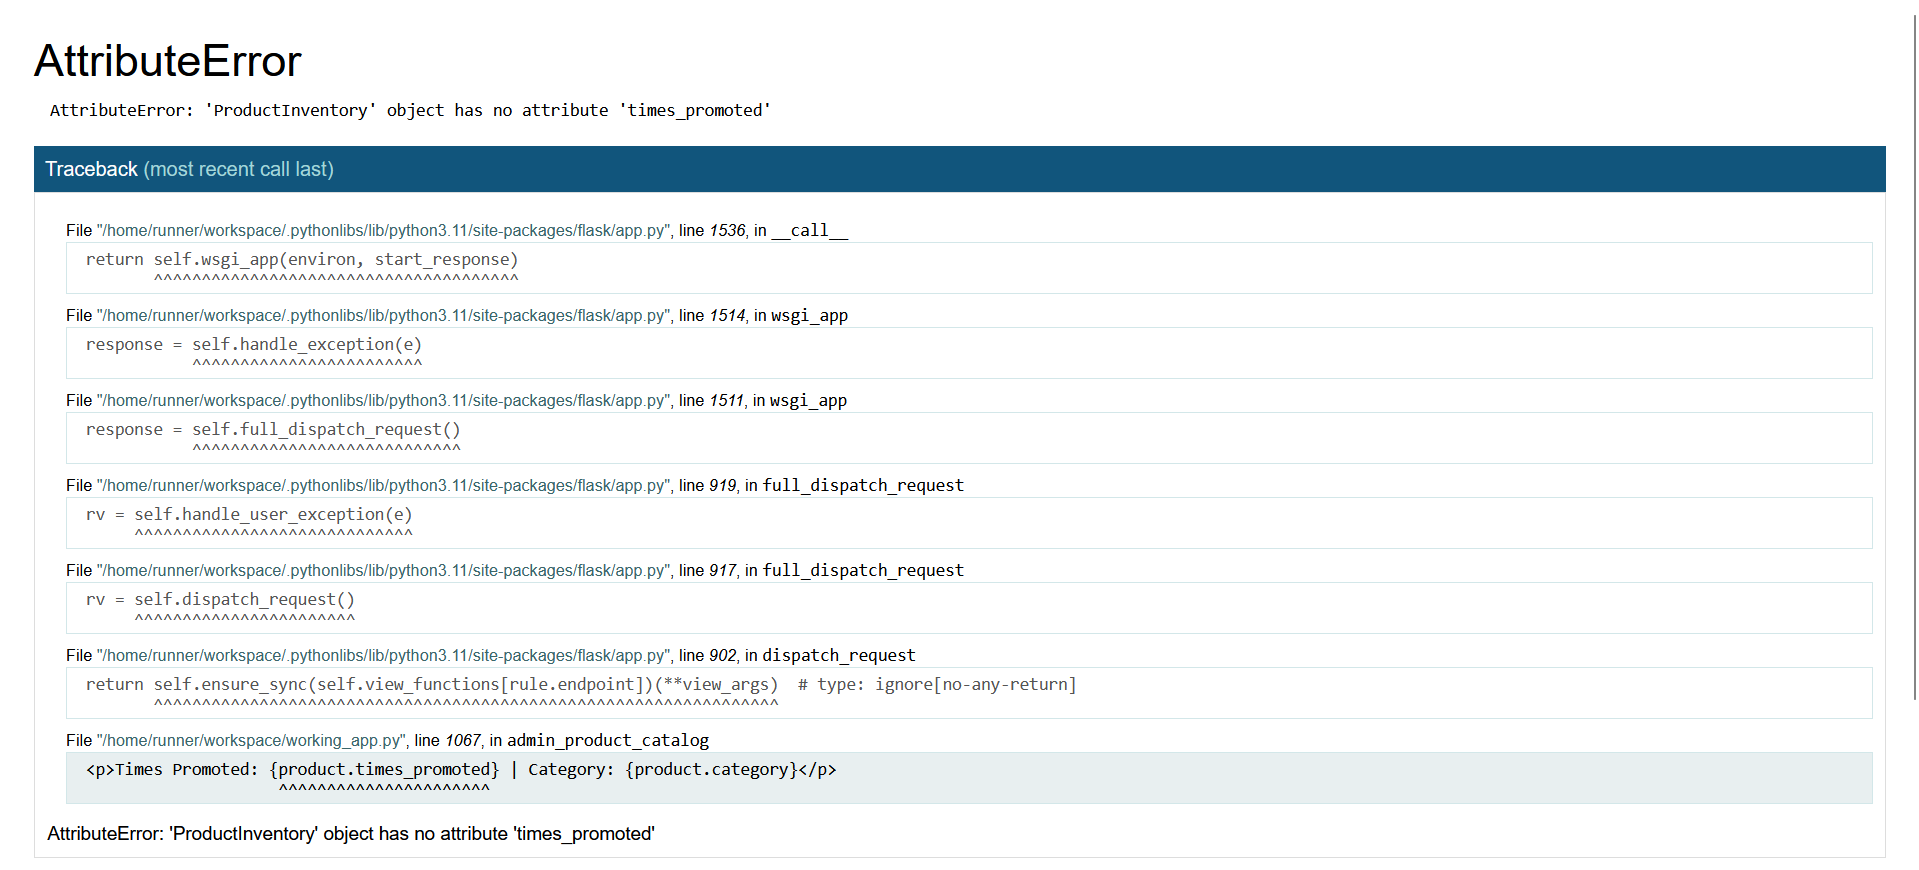 AttributeError
AttributeError: 'ProductInventory' object has no attribute 'times_promoted'
Traceback (most recent call last)
File "/home/runner/workspace/.pythonlibs/lib/python3.11/site-packages/flask/app.py", line 1536, in __call__
return self.wsgi_app(environ, start_response)
^^^^^^^^^^^^^^^^^^^^^^^^^^^^^^^^^^^^^^
File "/home/runner/workspace/.pythonlibs/lib/python3.11/site-packages/flask/app.py", line 1514, in wsgi_app
response = self.handle_exception(e)
^^^^^^^^^^^^^^^^^^^^^^^^
File "/home/runner/workspace/.pythonlibs/lib/python3.11/site-packages/flask/app.py", line 1511, in wsgi_app
response = self.full_dispatch_request()
^^^^^^^^^^^^^^^^^^^^^^^^^^^^
File "/home/runner/workspace/.pythonlibs/lib/python3.11/site-packages/flask/app.py", line 919, in full_dispatch_request
rv = self.handle_user_exception(e)
^^^^^^^^^^^^^^^^^^^^^^^^^^^^^
File "/home/runner/workspace/.pythonlibs/lib/python3.11/site-packages/flask/app.py", line 917, in full_dispatch_request
rv = self.dispatch_request()
^^^^^^^^^^^^^^^^^^^^^^^
File "/home/runner/workspace/.pythonlibs/lib/python3.11/site-packages/flask/app.py", line 902, in dispatch_request
return self.ensure_sync(self.view_functions[rule.endpoint])(**view_args)  # type: ignore[no-any-return]
^^^^^^^^^^^^^^^^^^^^^^^^^^^^^^^^^^^^^^^^^^^^^^^^^^^^^^^^^^^^^^^^^
File "/home/runner/workspace/working_app.py", line 1067, in admin_product_catalog
<p>Times Promoted: {product.times_promoted} | Category: {product.category}</p>
^^^^^^^^^^^^^^^^^^^^^^
AttributeError: 'ProductInventory' object has no attribute 'times_promoted'